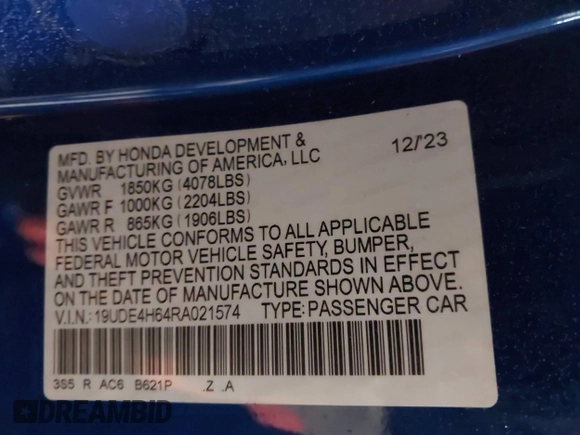 MFD. BY HONDA DEVELOPMENT &
MANUFACTURING OF AMERICA, LLC 12/23
GVWR 1850KG (4078LBS)
GAWR F 1000KG (2204LBS)
GAWR R 865KG (1906LBS)
THIS VEHICLE CONFORMS TO ALL APPLICABLE
FEDERAL MOTOR VEHICLE SAFETY, BUMPER,
AND THEFT PREVENTION STANDARDS IN EFFECT
ON THE DATE OF MANUFACTURE SHOWN ABOVE.
V.I.N.: 19UDE4H64RA021574 TYPE: PASSENGER CAR
3S5 R AC6 B621P .Z .A
DREAMBID